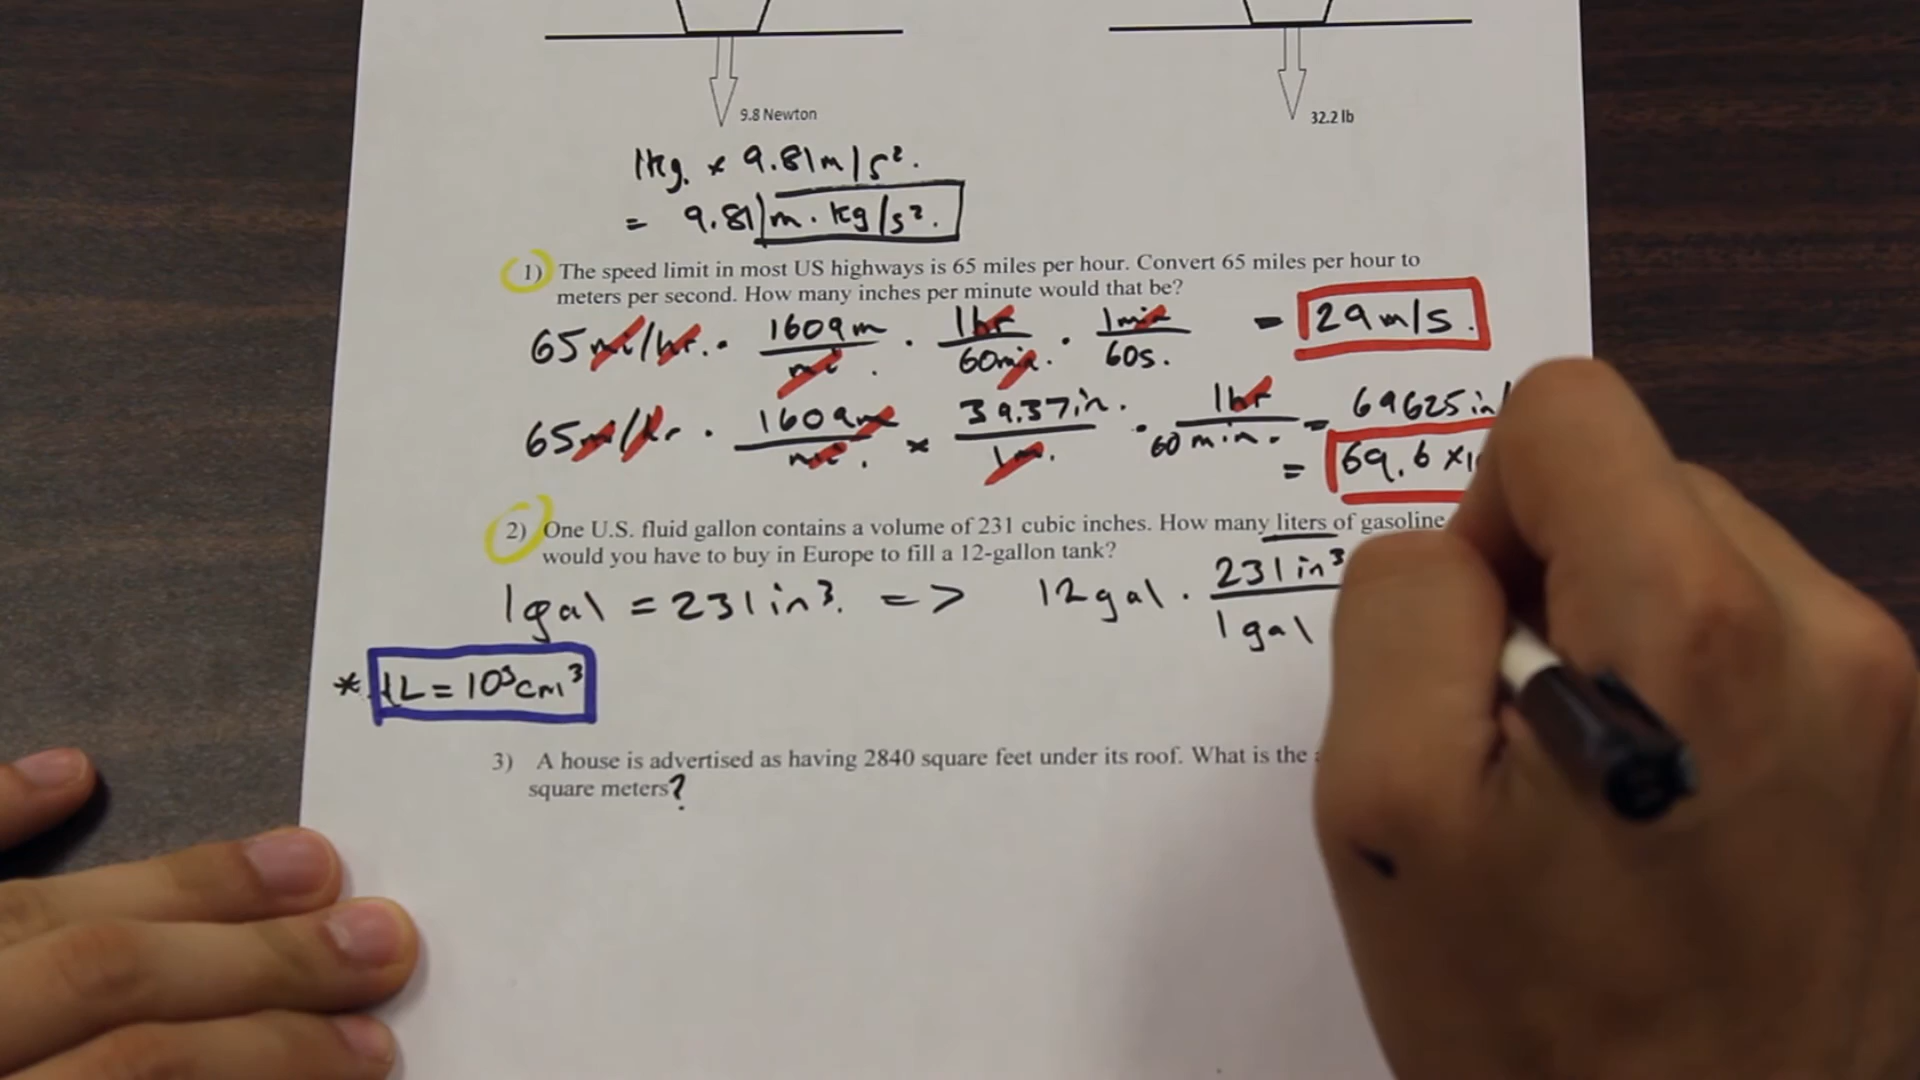 9.8 Newton
32.2 lb
1kg. × 9.81m/s².
= 9.81 m·kg/s².
1) The speed limit in most US highways is 65 miles per hour. Convert 65 miles per hour to
meters per second. How many inches per minute would that be?
65 mi/hr. · 1609m/mi. · 1hr/60min. · 1min/60s. = 29m/s.
65 mi/hr · 1609m/mi. × 39.37in./1m. · 1hr/60min. = 69625 in/
= 69.6 ×1
2) One U.S. fluid gallon contains a volume of 231 cubic inches. How many liters of gasoline
would you have to buy in Europe to fill a 12-gallon tank?
1gal = 231in³. => 12gal · 231in³/1gal
* 1L = 10³cm³
3) A house is advertised as having 2840 square feet under its roof. What is the
square meters?